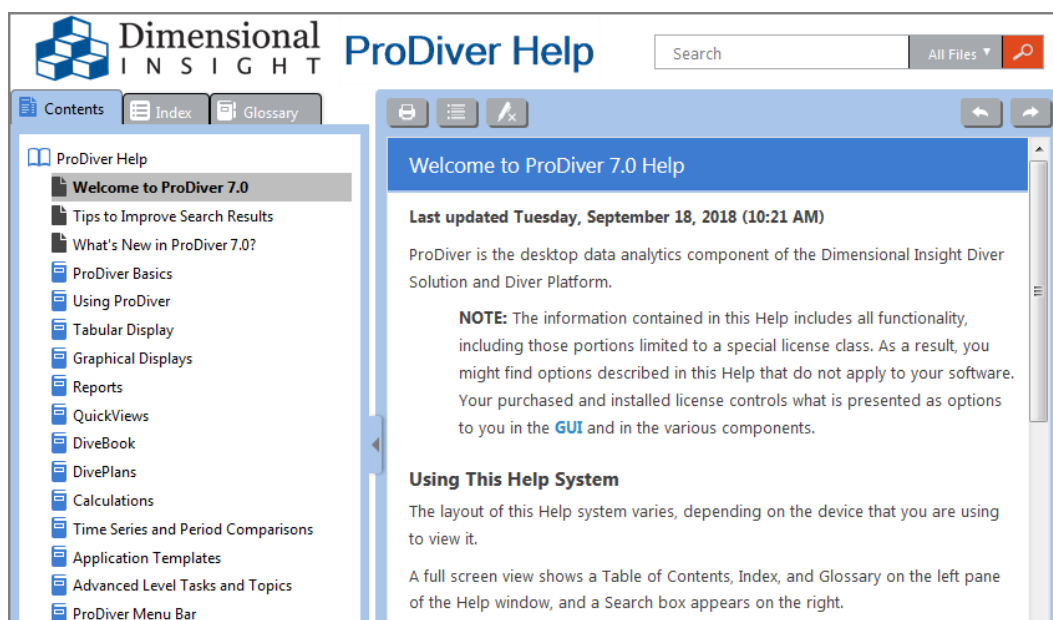 Dimensional
INSIGHT
ProDiver Help
Search
All Files
Contents
Index
Glossary
ProDiver Help
Welcome to ProDiver 7.0
Tips to Improve Search Results
What's New in ProDiver 7.0?
ProDiver Basics
Using ProDiver
Tabular Display
Graphical Displays
Reports
QuickViews
DiveBook
DivePlans
Calculations
Time Series and Period Comparisons
Application Templates
Advanced Level Tasks and Topics
ProDiver Menu Bar
Welcome to ProDiver 7.0 Help
Last updated Tuesday, September 18, 2018 (10:21 AM)
ProDiver is the desktop data analytics component of the Dimensional Insight Diver
Solution and Diver Platform.
NOTE: The information contained in this Help includes all functionality,
including those portions limited to a special license class. As a result, you
might find options described in this Help that do not apply to your software.
Your purchased and installed license controls what is presented as options
to you in the GUI and in the various components.
Using This Help System
The layout of this Help system varies, depending on the device that you are using
to view it.
A full screen view shows a Table of Contents, Index, and Glossary on the left pane
of the Help window, and a Search box appears on the right.